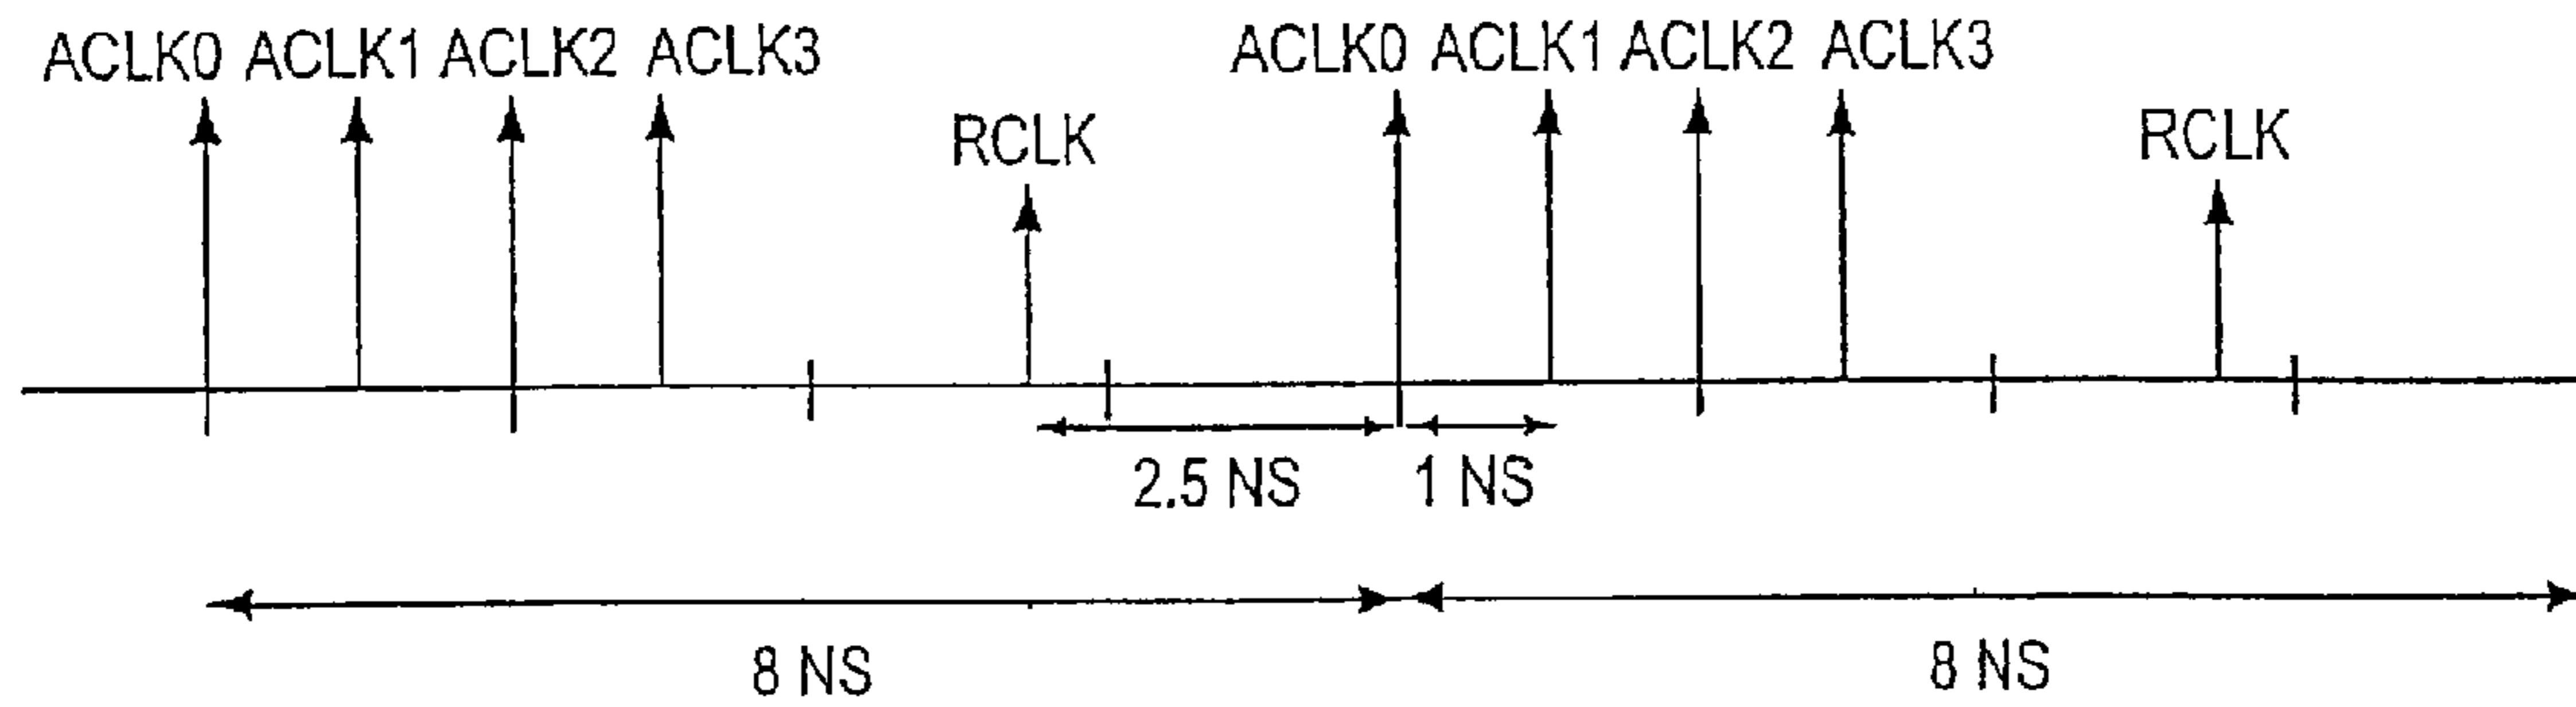 ACLK0 ACLK1 ACLK2 ACLK3 ACLK0 ACLK1 ACLK2 ACLK3
RCLK RCLK
2.5 NS 1 NS
8 NS 8 NS